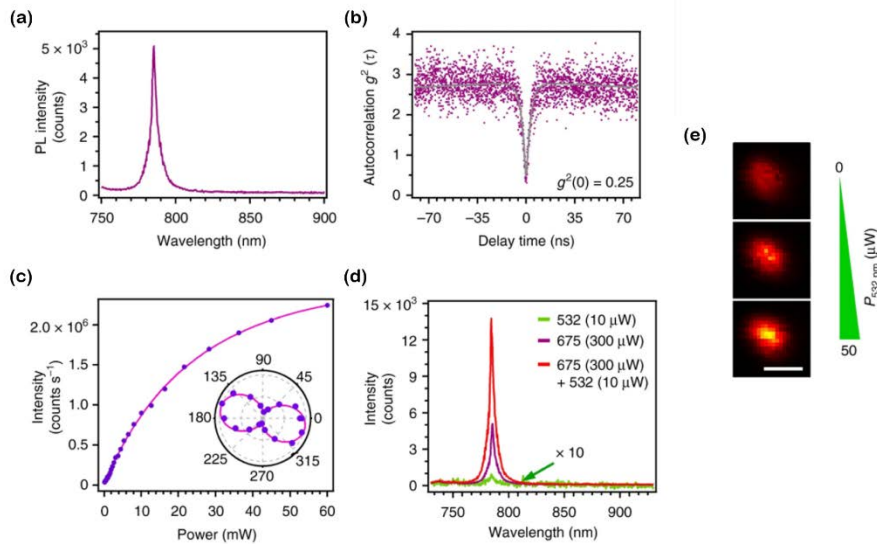 (a)
5 × 10³
4
3
2
1
0
PL intensity
(counts)
750
800
850
900
Wavelength (nm)
(b)
4
3
2
1
0
Autocorrelation g² (τ)
g²(0) = 0.25
−70
−35
0
35
70
Delay time (ns)
(c)
2.0 × 10⁶
1.5
1.0
0.5
0
Intensity
(counts s⁻¹)
90
135
45
180
0
225
315
270
0
10
20
30
40
50
60
Power (mW)
(d)
15 × 10³
12
9
6
3
0
Intensity
(counts)
532 (10 μW)
675 (300 μW)
675 (300 μW)
+ 532 (10 μW)
× 10
750
800
850
900
Wavelength (nm)
(e)
0
P532 nm (μW)
50